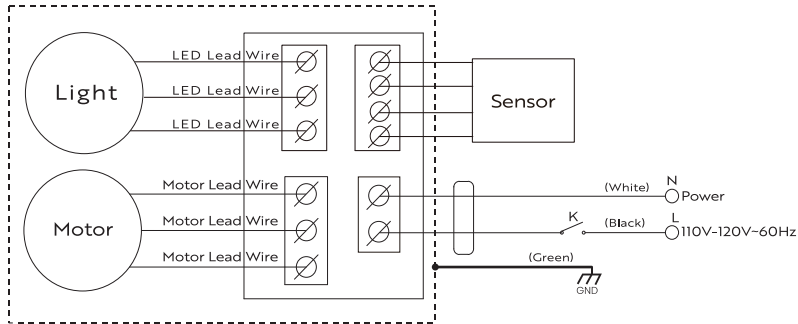 LED Lead Wire
Light
LED Lead Wire
LED Lead Wire
Sensor
Motor Lead Wire
Motor
Motor Lead Wire
Motor Lead Wire
(White)
N
Power
K
(Black)
L
110V-120V~60Hz
(Green)
GND